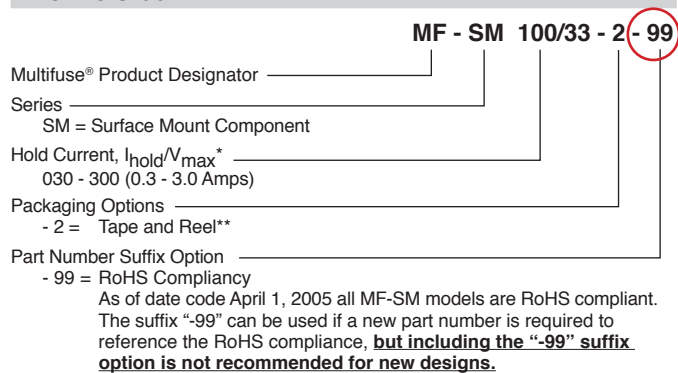 MF - SM 100/33 - 2 - 99
Multifuse® Product Designator
Series
SM = Surface Mount Component
Hold Current, Ihold/Vmax*
030 - 300 (0.3 - 3.0 Amps)
Packaging Options
- 2 = Tape and Reel**
Part Number Suffix Option
- 99 = RoHS Compliancy
As of date code April 1, 2005 all MF-SM models are RoHS compliant.
The suffix “-99” can be used if a new part number is required to
reference the RoHS compliance, but including the “-99” suffix
option is not recommended for new designs.